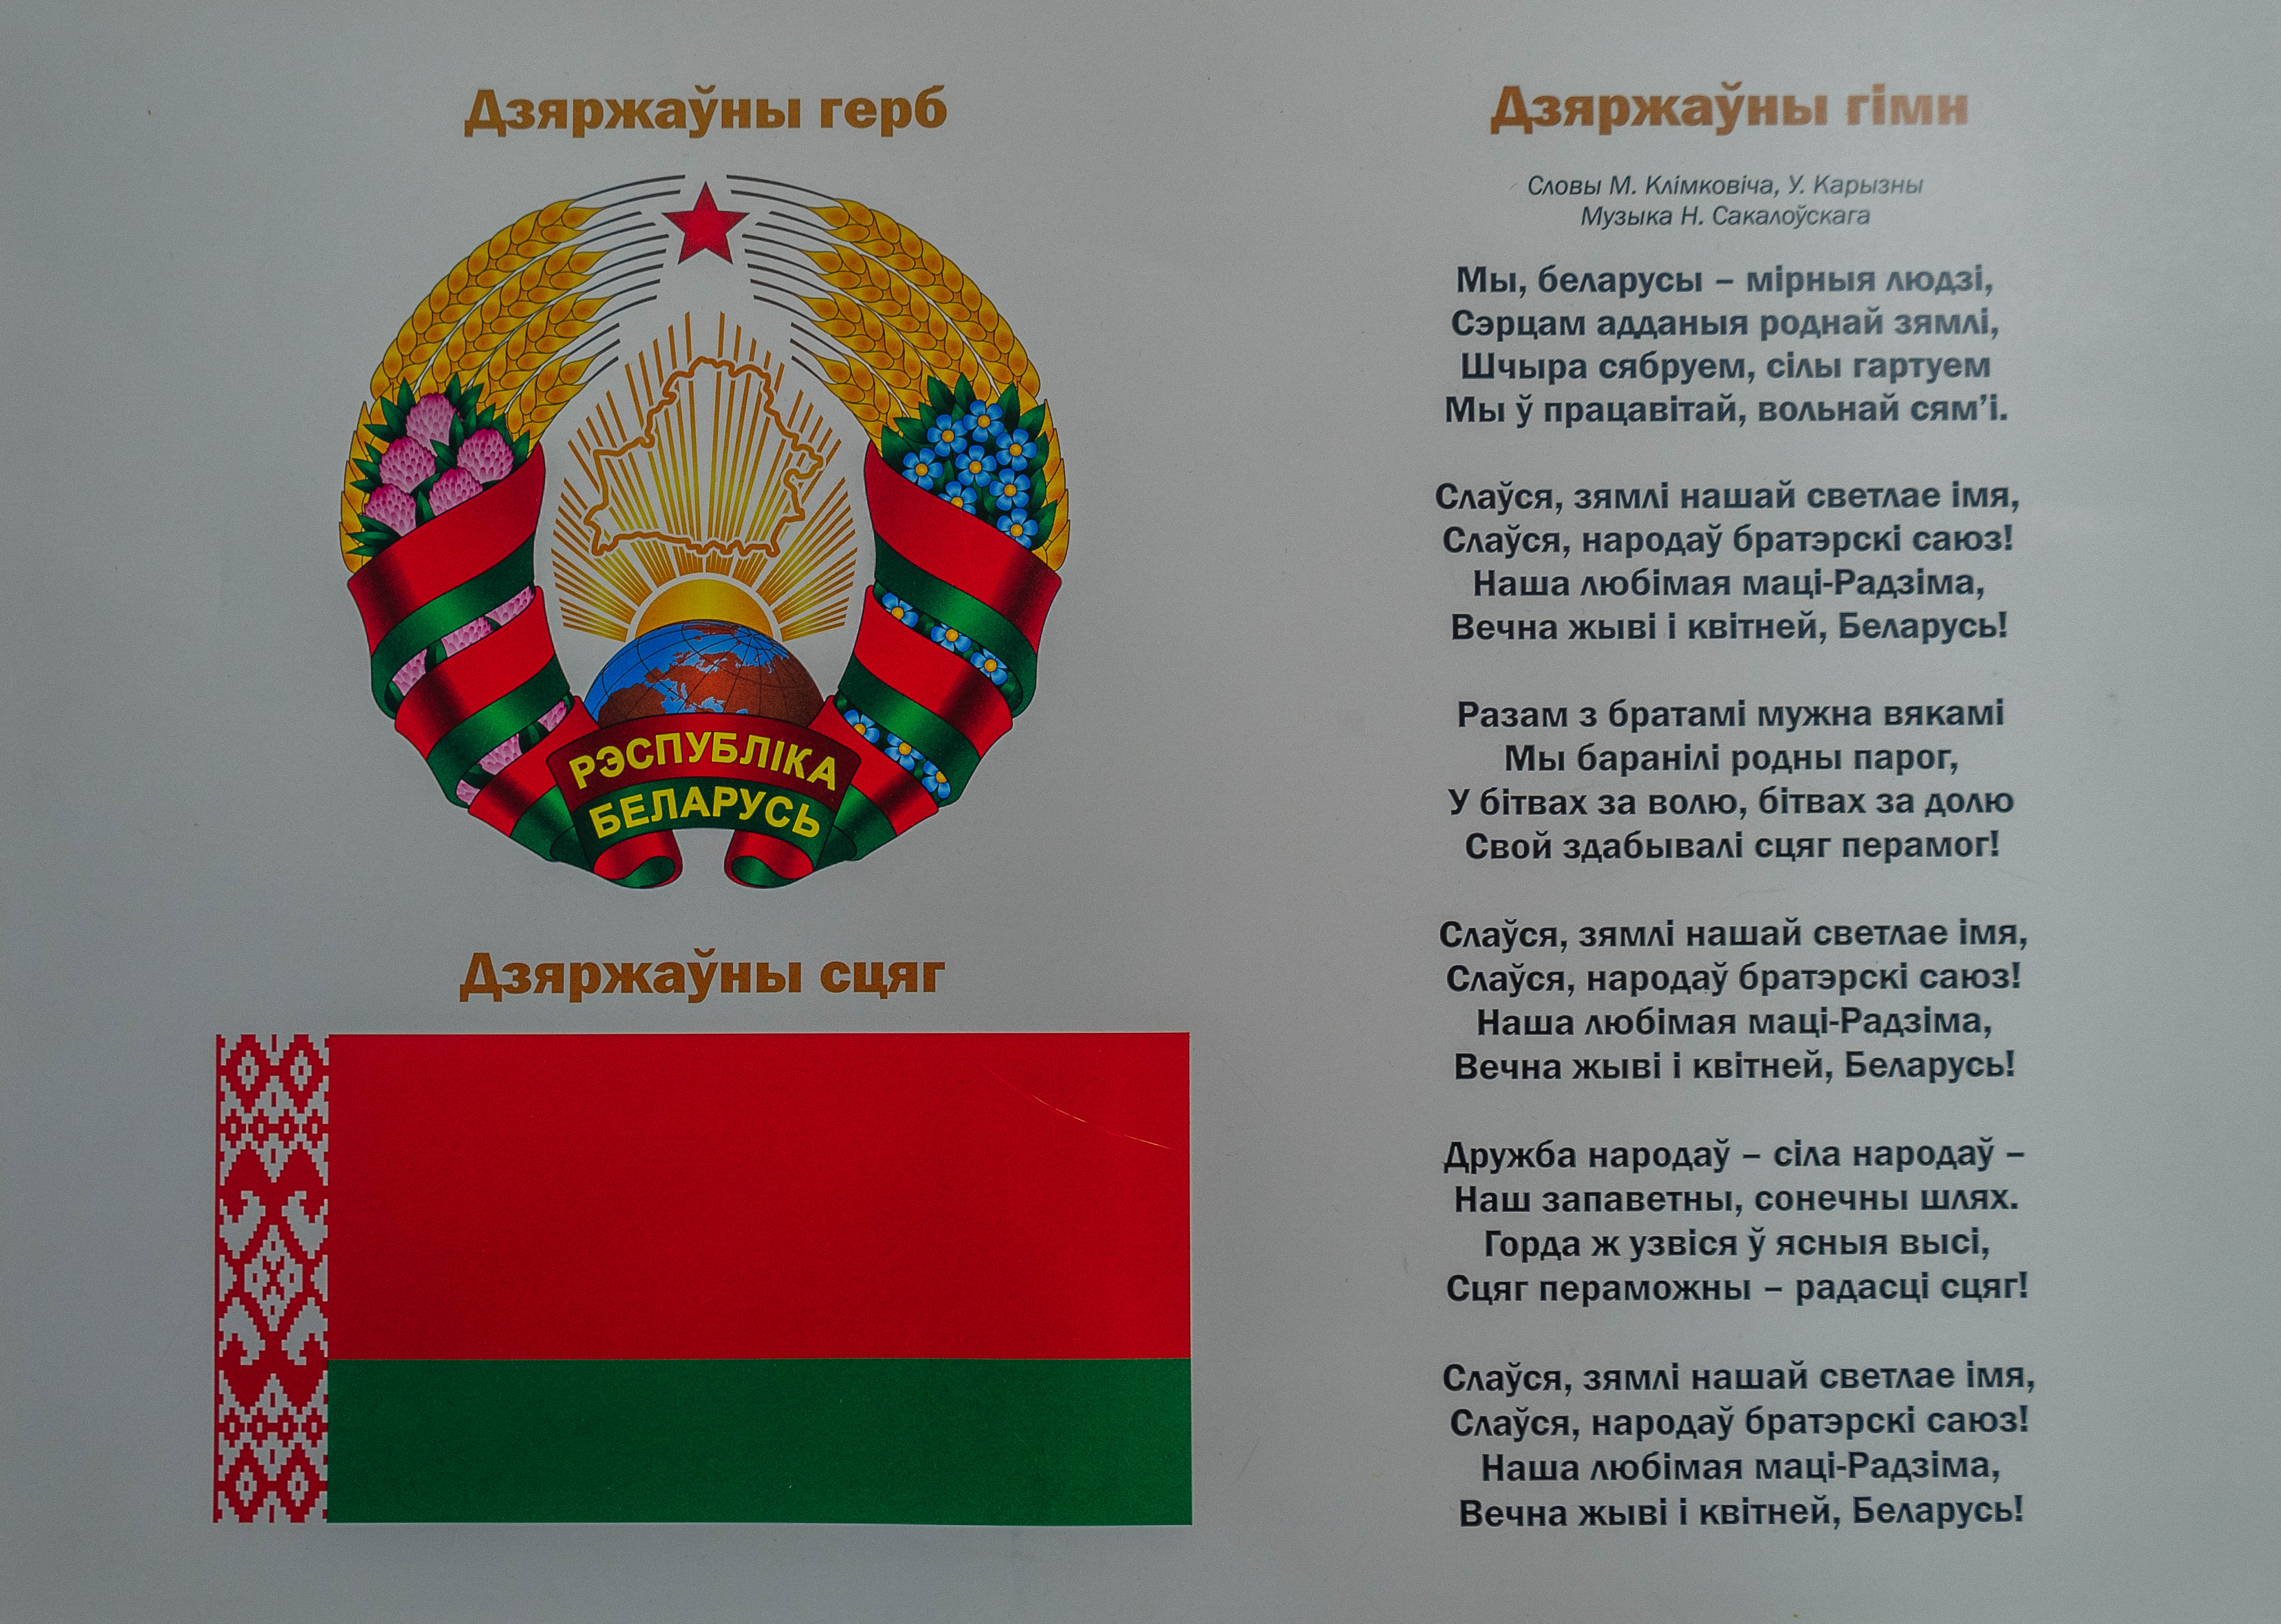 Дзяржаўны герб
РЭСПУБЛІКА
БЕЛАРУСЬ
Дзяржаўны сцяг
Дзяржаўны гімн
Словы М. Клімковіча, У. Карызны
Музыка Н. Сакалоўскага
Мы, беларусы – мірныя людзі,
Сэрцам адданыя роднай зямлі,
Шчыра сябруем, сілы гартуем
Мы ў працавітай, вольнай сям’і.
Слаўся, зямлі нашай светлае імя,
Слаўся, народаў братэрскі саюз!
Наша любімая маці-Радзіма,
Вечна жыві і квітней, Беларусь!
Разам з братамі мужна вякамі
Мы баранілі родны парог,
У бітвах за волю, бітвах за долю
Свой здабывалі сцяг перамог!
Слаўся, зямлі нашай светлае імя,
Слаўся, народаў братэрскі саюз!
Наша любімая маці-Радзіма,
Вечна жыві і квітней, Беларусь!
Дружба народаў – сіла народаў –
Наш запаветны, сонечны шлях.
Горда ж узвіся ў ясныя высі,
Сцяг пераможны – радасці сцяг!
Слаўся, зямлі нашай светлае імя,
Слаўся, народаў братэрскі саюз!
Наша любімая маці-Радзіма,
Вечна жыві і квітней, Беларусь!